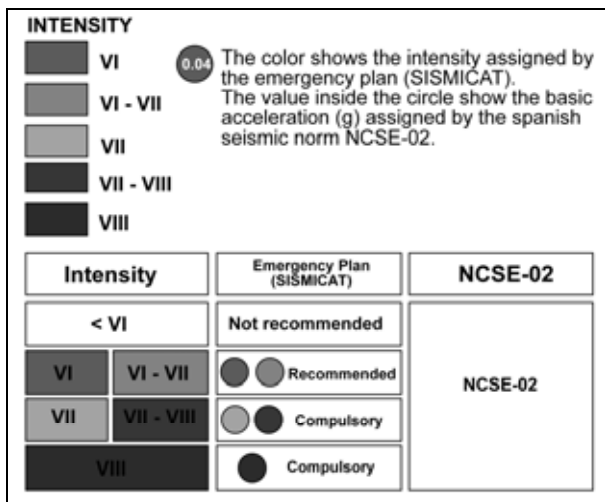 INTENSITY
VI
VI - VII
VII
VII - VIII
VIII
0.04
The color shows the intensity assigned by
the emergency plan (SISMICAT).
The value inside the circle show the basic
acceleration (g) assigned by the spanish
seismic norm NCSE-02.
Intensity
Emergency Plan
(SISMICAT)
NCSE-02
< VI
Not recommended
VI
VI - VII
Recommended
NCSE-02
VII
VII - VIII
Compulsory
VIII
Compulsory